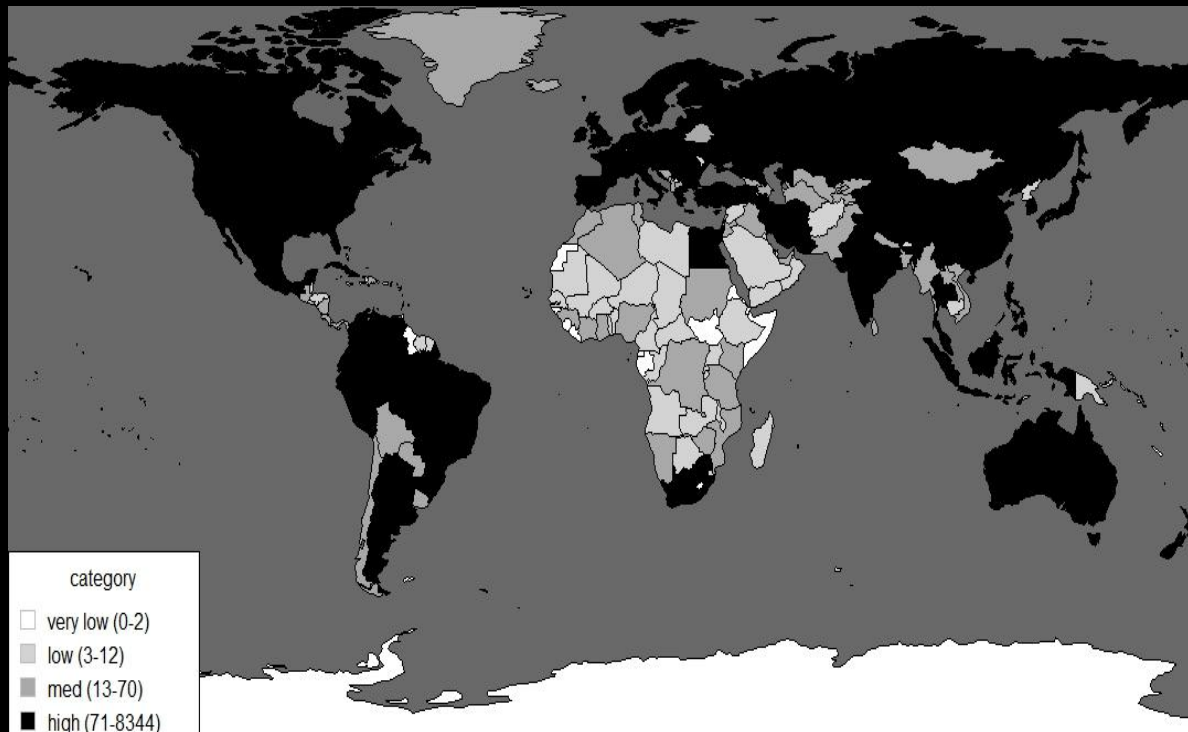 category
very low (0-2)
low (3-12)
med (13-70)
high (71-8344)